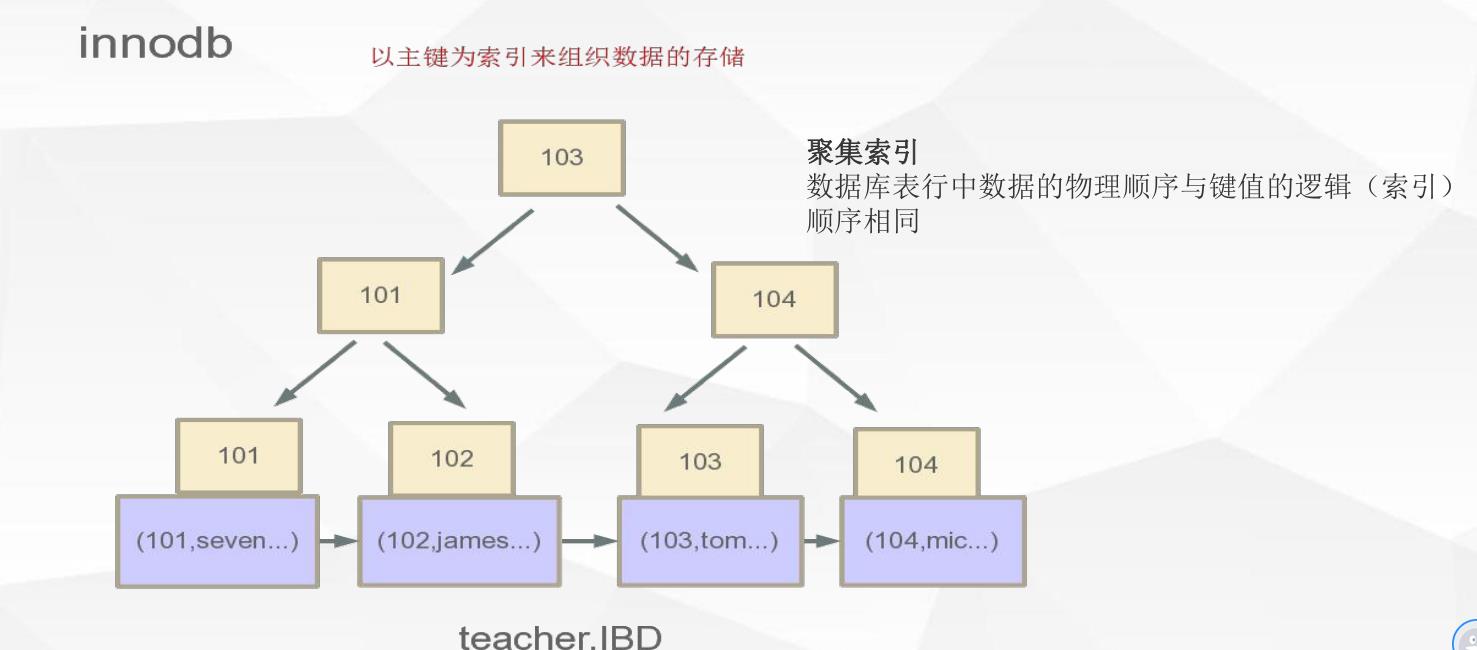 innodb
以主键为索引来组织数据的存储
103
聚集索引
数据库表行中数据的物理顺序与键值的逻辑（索引）
顺序相同
101
104
101
102
103
104
(101,seven...)
(102,james...)
(103,tom...)
(104,mic...)
teacher.IBD